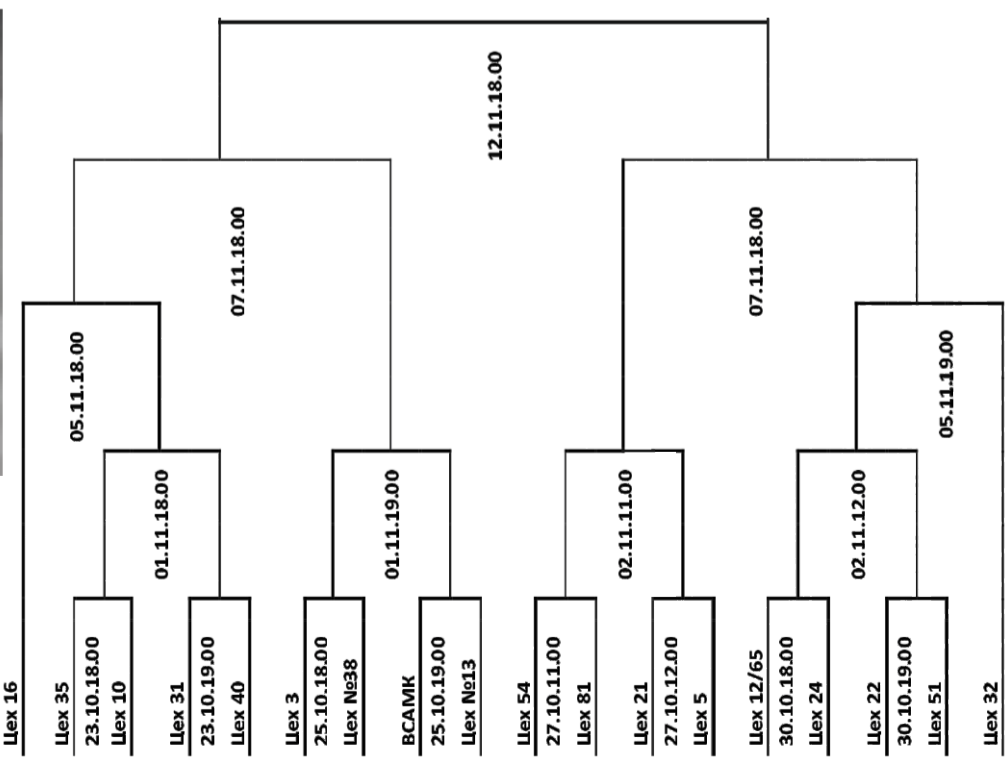 Цех 16
Цех 35
23.10.18.00
Цех 10
Цех 31
23.10.19.00
Цех 40
Цех 3
25.10.18.00
Цех №38
ВСАМК
25.10.19.00
Цех №13
Цех 54
27.10.11.00
Цех 81
Цех 21
27.10.12.00
Цех 5
Цех 12/65
30.10.18.00
Цех 24
Цех 22
30.10.19.00
Цех 51
Цех 32
01.11.18.00
01.11.19.00
02.11.11.00
02.11.12.00
05.11.18.00
05.11.19.00
07.11.18.00
07.11.18.00
12.11.18.00